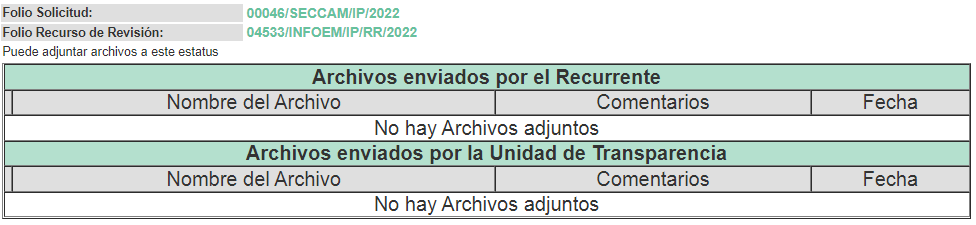 Folio Solicitud: 00046/SECCAM/IP/2022
Folio Recurso de Revisión: 04533/INFOEM/IP/RR/2022
Puede adjuntar archivos a este estatus
Archivos enviados por el Recurrente
Nombre del Archivo Comentarios Fecha
No hay Archivos adjuntos
Archivos enviados por la Unidad de Transparencia
Nombre del Archivo Comentarios Fecha
No hay Archivos adjuntos